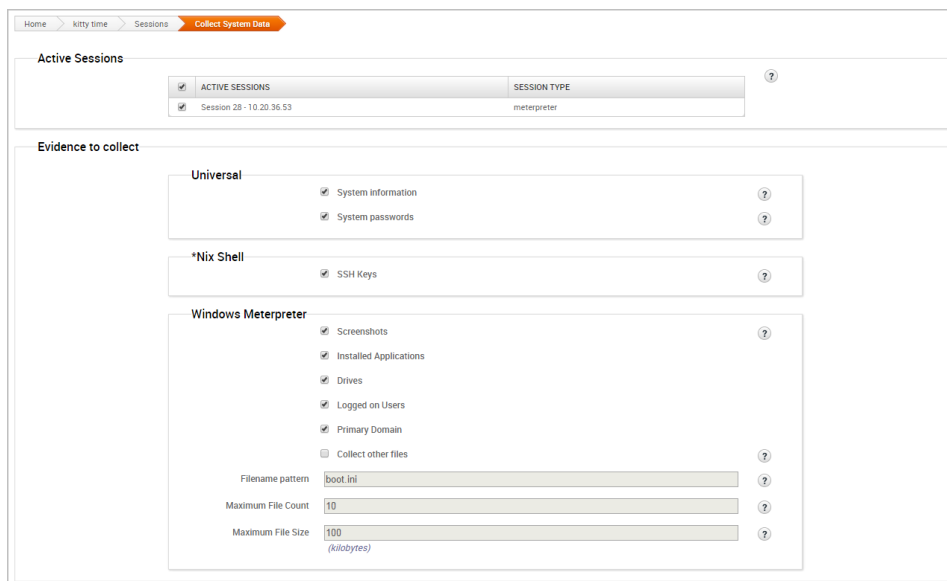 Home kitty time Sessions Collect System Data
Active Sessions
?
ACTIVE SESSIONS SESSION TYPE
Session 28 - 10.20.36.53 meterpreter
Evidence to collect
Universal
System information ?
System passwords ?
*Nix Shell
SSH Keys ?
Windows Meterpreter
Screenshots ?
Installed Applications
Drives
Logged on Users
Primary Domain
Collect other files ?
Filename pattern boot.ini ?
Maximum File Count 10 ?
Maximum File Size 100 ?
(kilobytes)